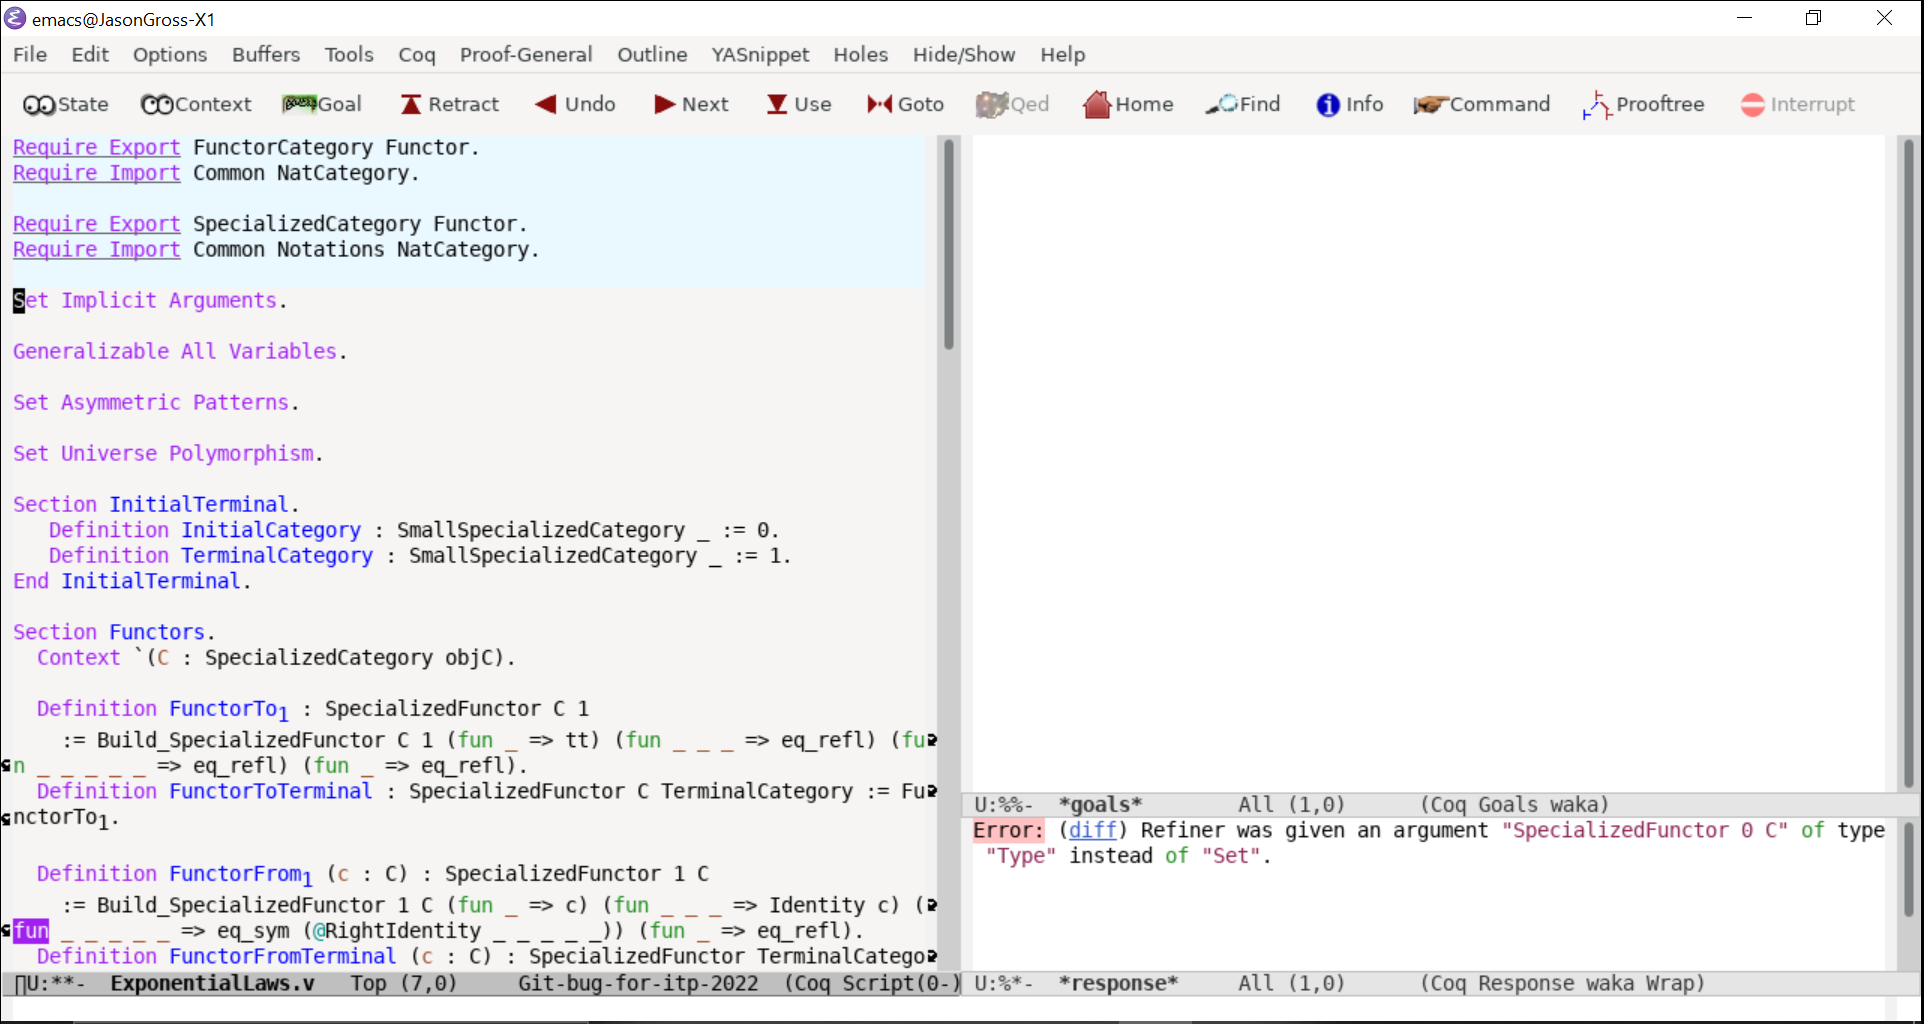 emacs@JasonGross-X1
File Edit Options Buffers Tools Coq Proof-General Outline YASnippet Holes Hide/Show Help
State Context Goal Retract Undo Next Use Goto Qed Home Find Info Command Prooftree Interrupt
Require Export FunctorCategory Functor.
Require Import Common NatCategory.
Require Export SpecializedCategory Functor.
Require Import Common Notations NatCategory.
Set Implicit Arguments.
Generalizable All Variables.
Set Asymmetric Patterns.
Set Universe Polymorphism.
Section InitialTerminal.
   Definition InitialCategory : SmallSpecializedCategory _ := 0.
   Definition TerminalCategory : SmallSpecializedCategory _ := 1.
End InitialTerminal.
Section Functors.
  Context `(C : SpecializedCategory objC).
  Definition FunctorTo₁ : SpecializedFunctor C 1
    := Build_SpecializedFunctor C 1 (fun _ => tt) (fun _ _ _ => eq_refl) (fu
n _ _ _ _ _ => eq_refl) (fun _ => eq_refl).
  Definition FunctorToTerminal : SpecializedFunctor C TerminalCategory := Fu
nctorTo₁.
  Definition FunctorFrom₁ (c : C) : SpecializedFunctor 1 C
    := Build_SpecializedFunctor 1 C (fun _ => c) (fun _ _ _ => Identity c) (
fun _ _ _ _ _ => eq_sym (@RightIdentity _ _ _ _ _)) (fun _ => eq_refl).
  Definition FunctorFromTerminal (c : C) : SpecializedFunctor TerminalCatego
U:**-  ExponentialLaws.v   Top (7,0)     Git-bug-for-itp-2022  (Coq Script(0-)
U:%%-  *goals*        All (1,0)      (Coq Goals waka)
Error: (diff) Refiner was given an argument "SpecializedFunctor 0 C" of type
 "Type" instead of "Set".
U:%*-  *response*     All (1,0)      (Coq Response waka Wrap)